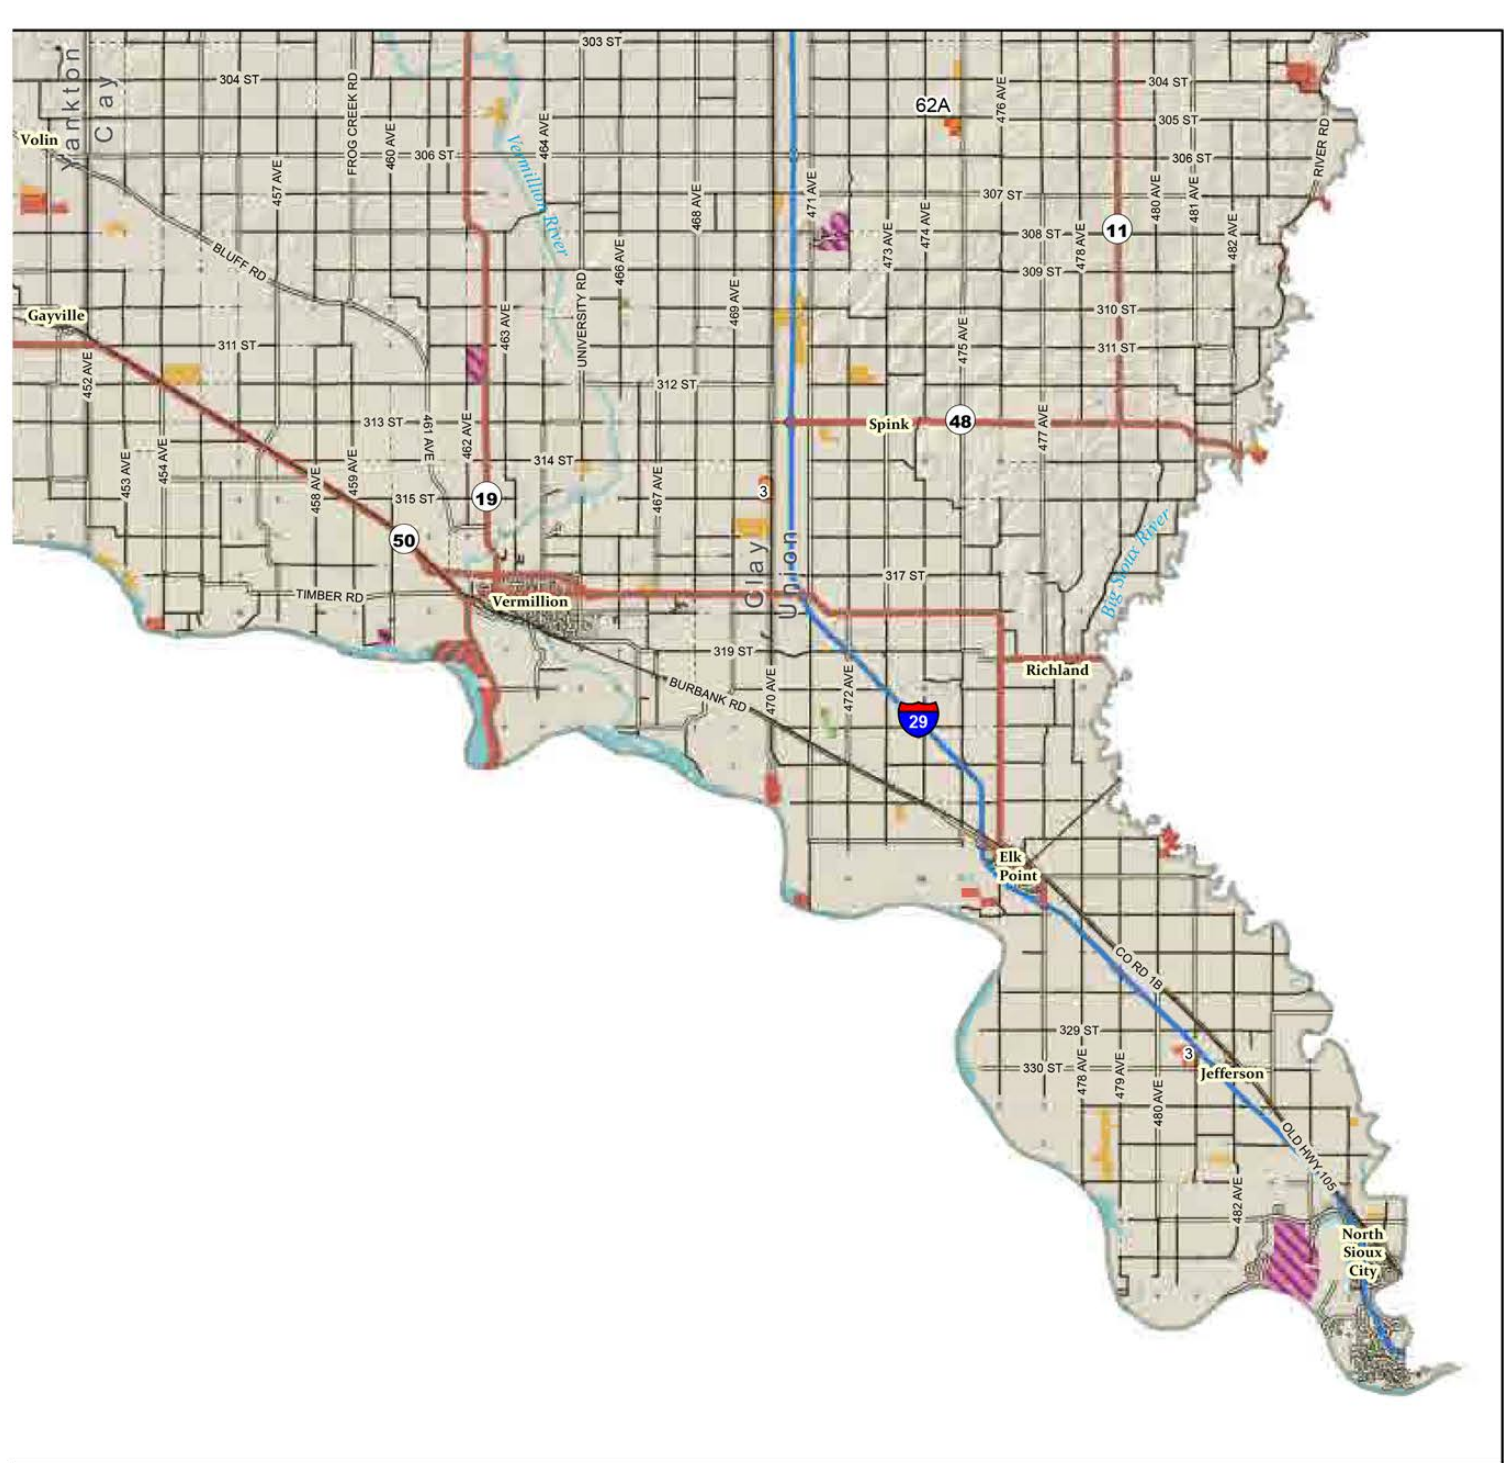 303 ST
304 ST
304 ST
Yankton
Clay
FROG CREEK RD
476 AVE
62A
305 ST
RIVER RD
Volin
460 AVE
464 AVE
306 ST
306 ST
Vermillion River
457 AVE
468 AVE
471 AVE
307 ST
480 AVE
481 AVE
474 AVE
473 AVE
308 ST
478 AVE
11
482 AVE
BLUFF RD
466 AVE
309 ST
UNIVERSITY RD
469 AVE
310 ST
Gayville
463 AVE
475 AVE
311 ST
311 ST
452 AVE
312 ST
313 ST
461 AVE
462 AVE
Spink
48
477 AVE
453 AVE
454 AVE
458 AVE
459 AVE
314 ST
467 AVE
3
315 ST
19
50
Clay
Union
Big Sioux River
317 ST
TIMBER RD
Vermillion
319 ST
Richland
BURBANK RD
470 AVE
472 AVE
29
Elk
Point
CO RD 1B
329 ST
3
330 ST
478 AVE
479 AVE
480 AVE
Jefferson
OLD HWY 105
482 AVE
North
Sioux
City